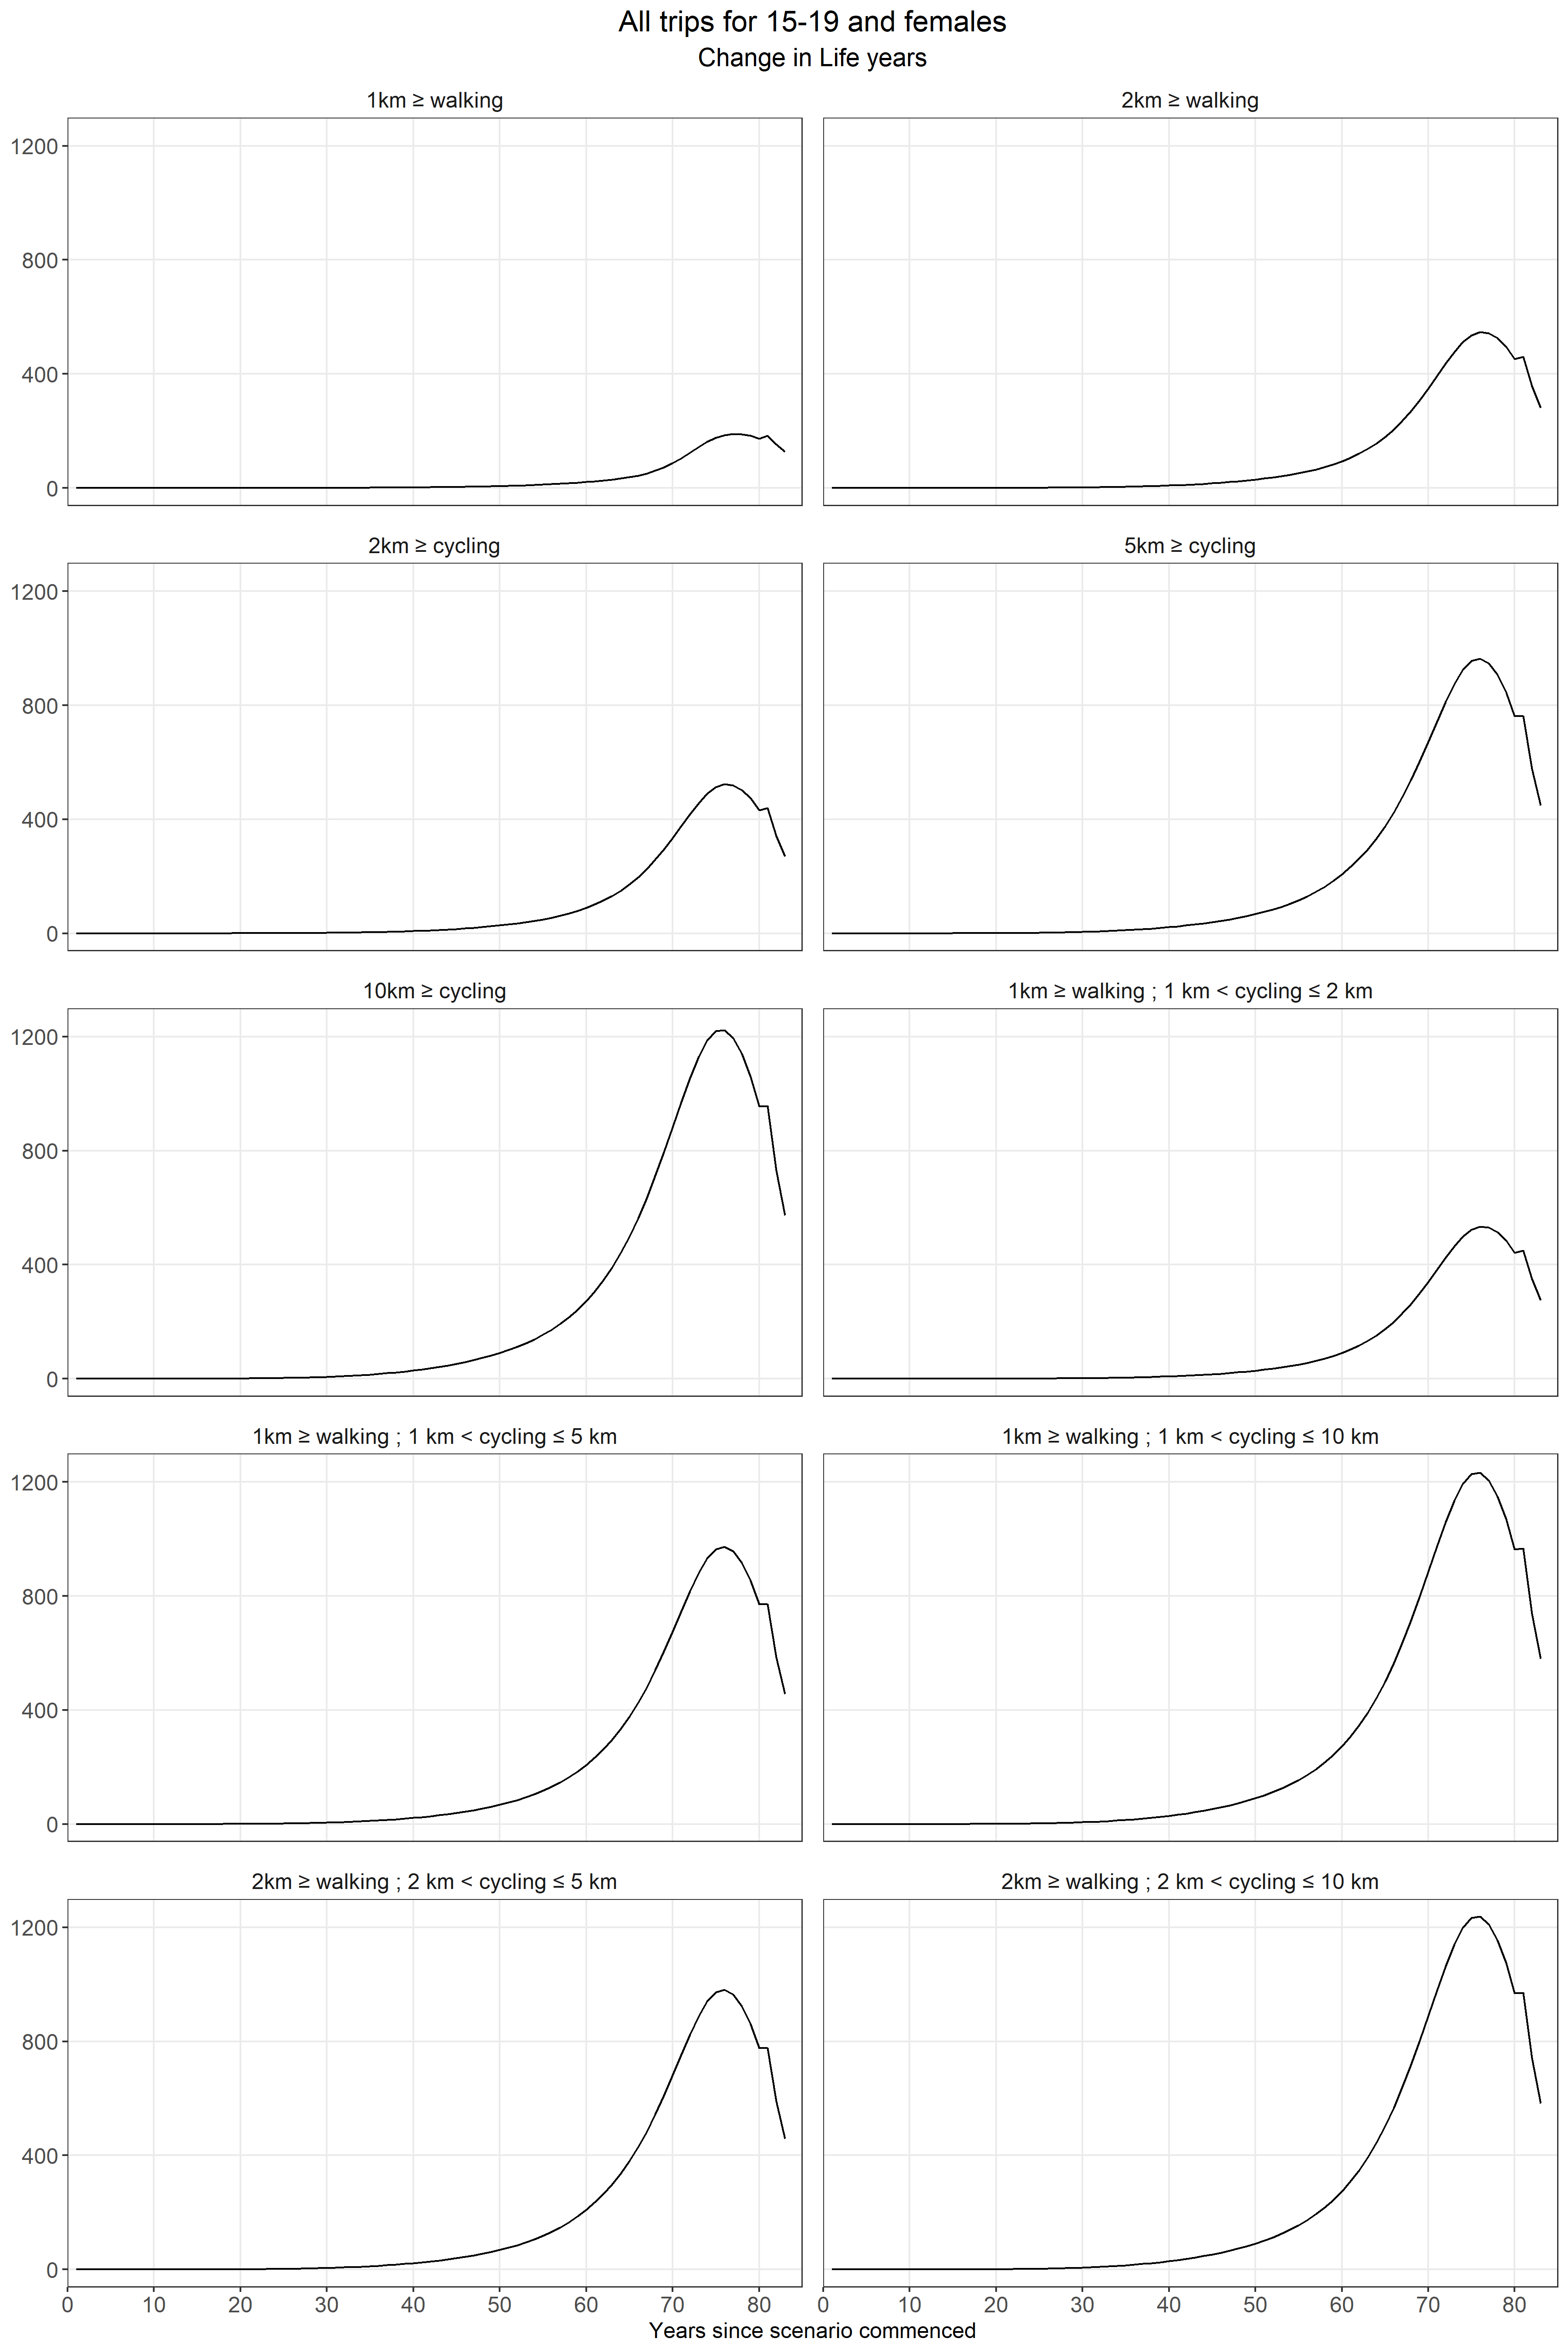 All trips for 15-19 and females
Change in Life years
1km ≥ walking
2km ≥ walking
1200
800
400
0
2km ≥ cycling
5km ≥ cycling
1200
800
400
0
10km ≥ cycling
1km ≥ walking ; 1 km < cycling ≤ 2 km
1200
800
400
0
1km ≥ walking ; 1 km < cycling ≤ 5 km
1km ≥ walking ; 1 km < cycling ≤ 10 km
1200
800
400
0
2km ≥ walking ; 2 km < cycling ≤ 5 km
2km ≥ walking ; 2 km < cycling ≤ 10 km
1200
800
400
0
0 10 20 30 40 50 60 70 80
0 10 20 30 40 50 60 70 80
Years since scenario commenced